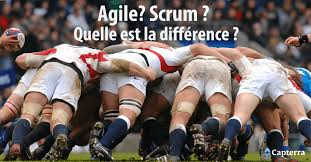 Agile? Scrum ?
Quelle est la différence ?
Capterra